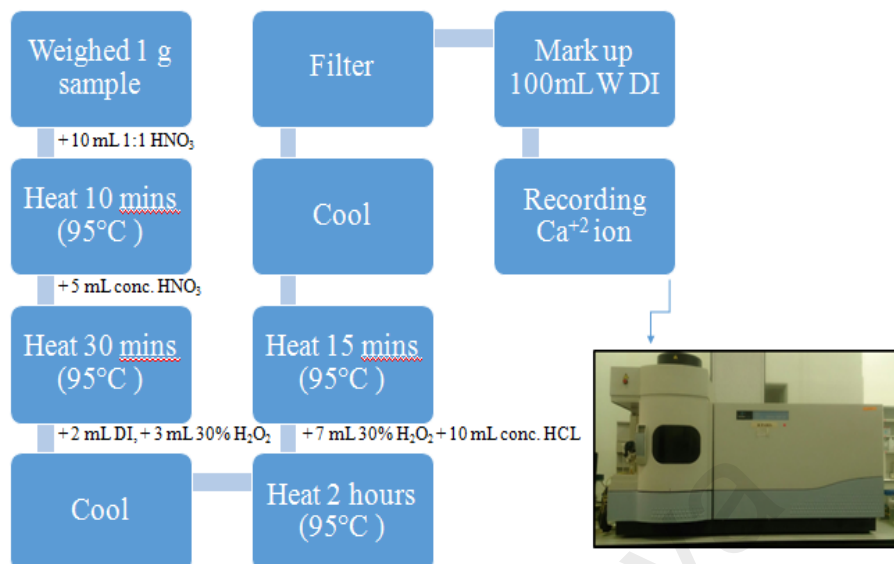 Weighed 1 g
sample
+ 10 mL 1:1 HNO₃
Heat 10 mins
(95°C )
+ 5 mL conc. HNO₃
Heat 30 mins
(95°C )
+ 2 mL DI, + 3 mL 30% H₂O₂
Cool
Heat 2 hours
(95°C )
+ 7 mL 30% H₂O₂ + 10 mL conc. HCL
Heat 15 mins
(95°C )
Cool
Filter
Mark up
100mL W DI
Recording
Ca⁺² ion